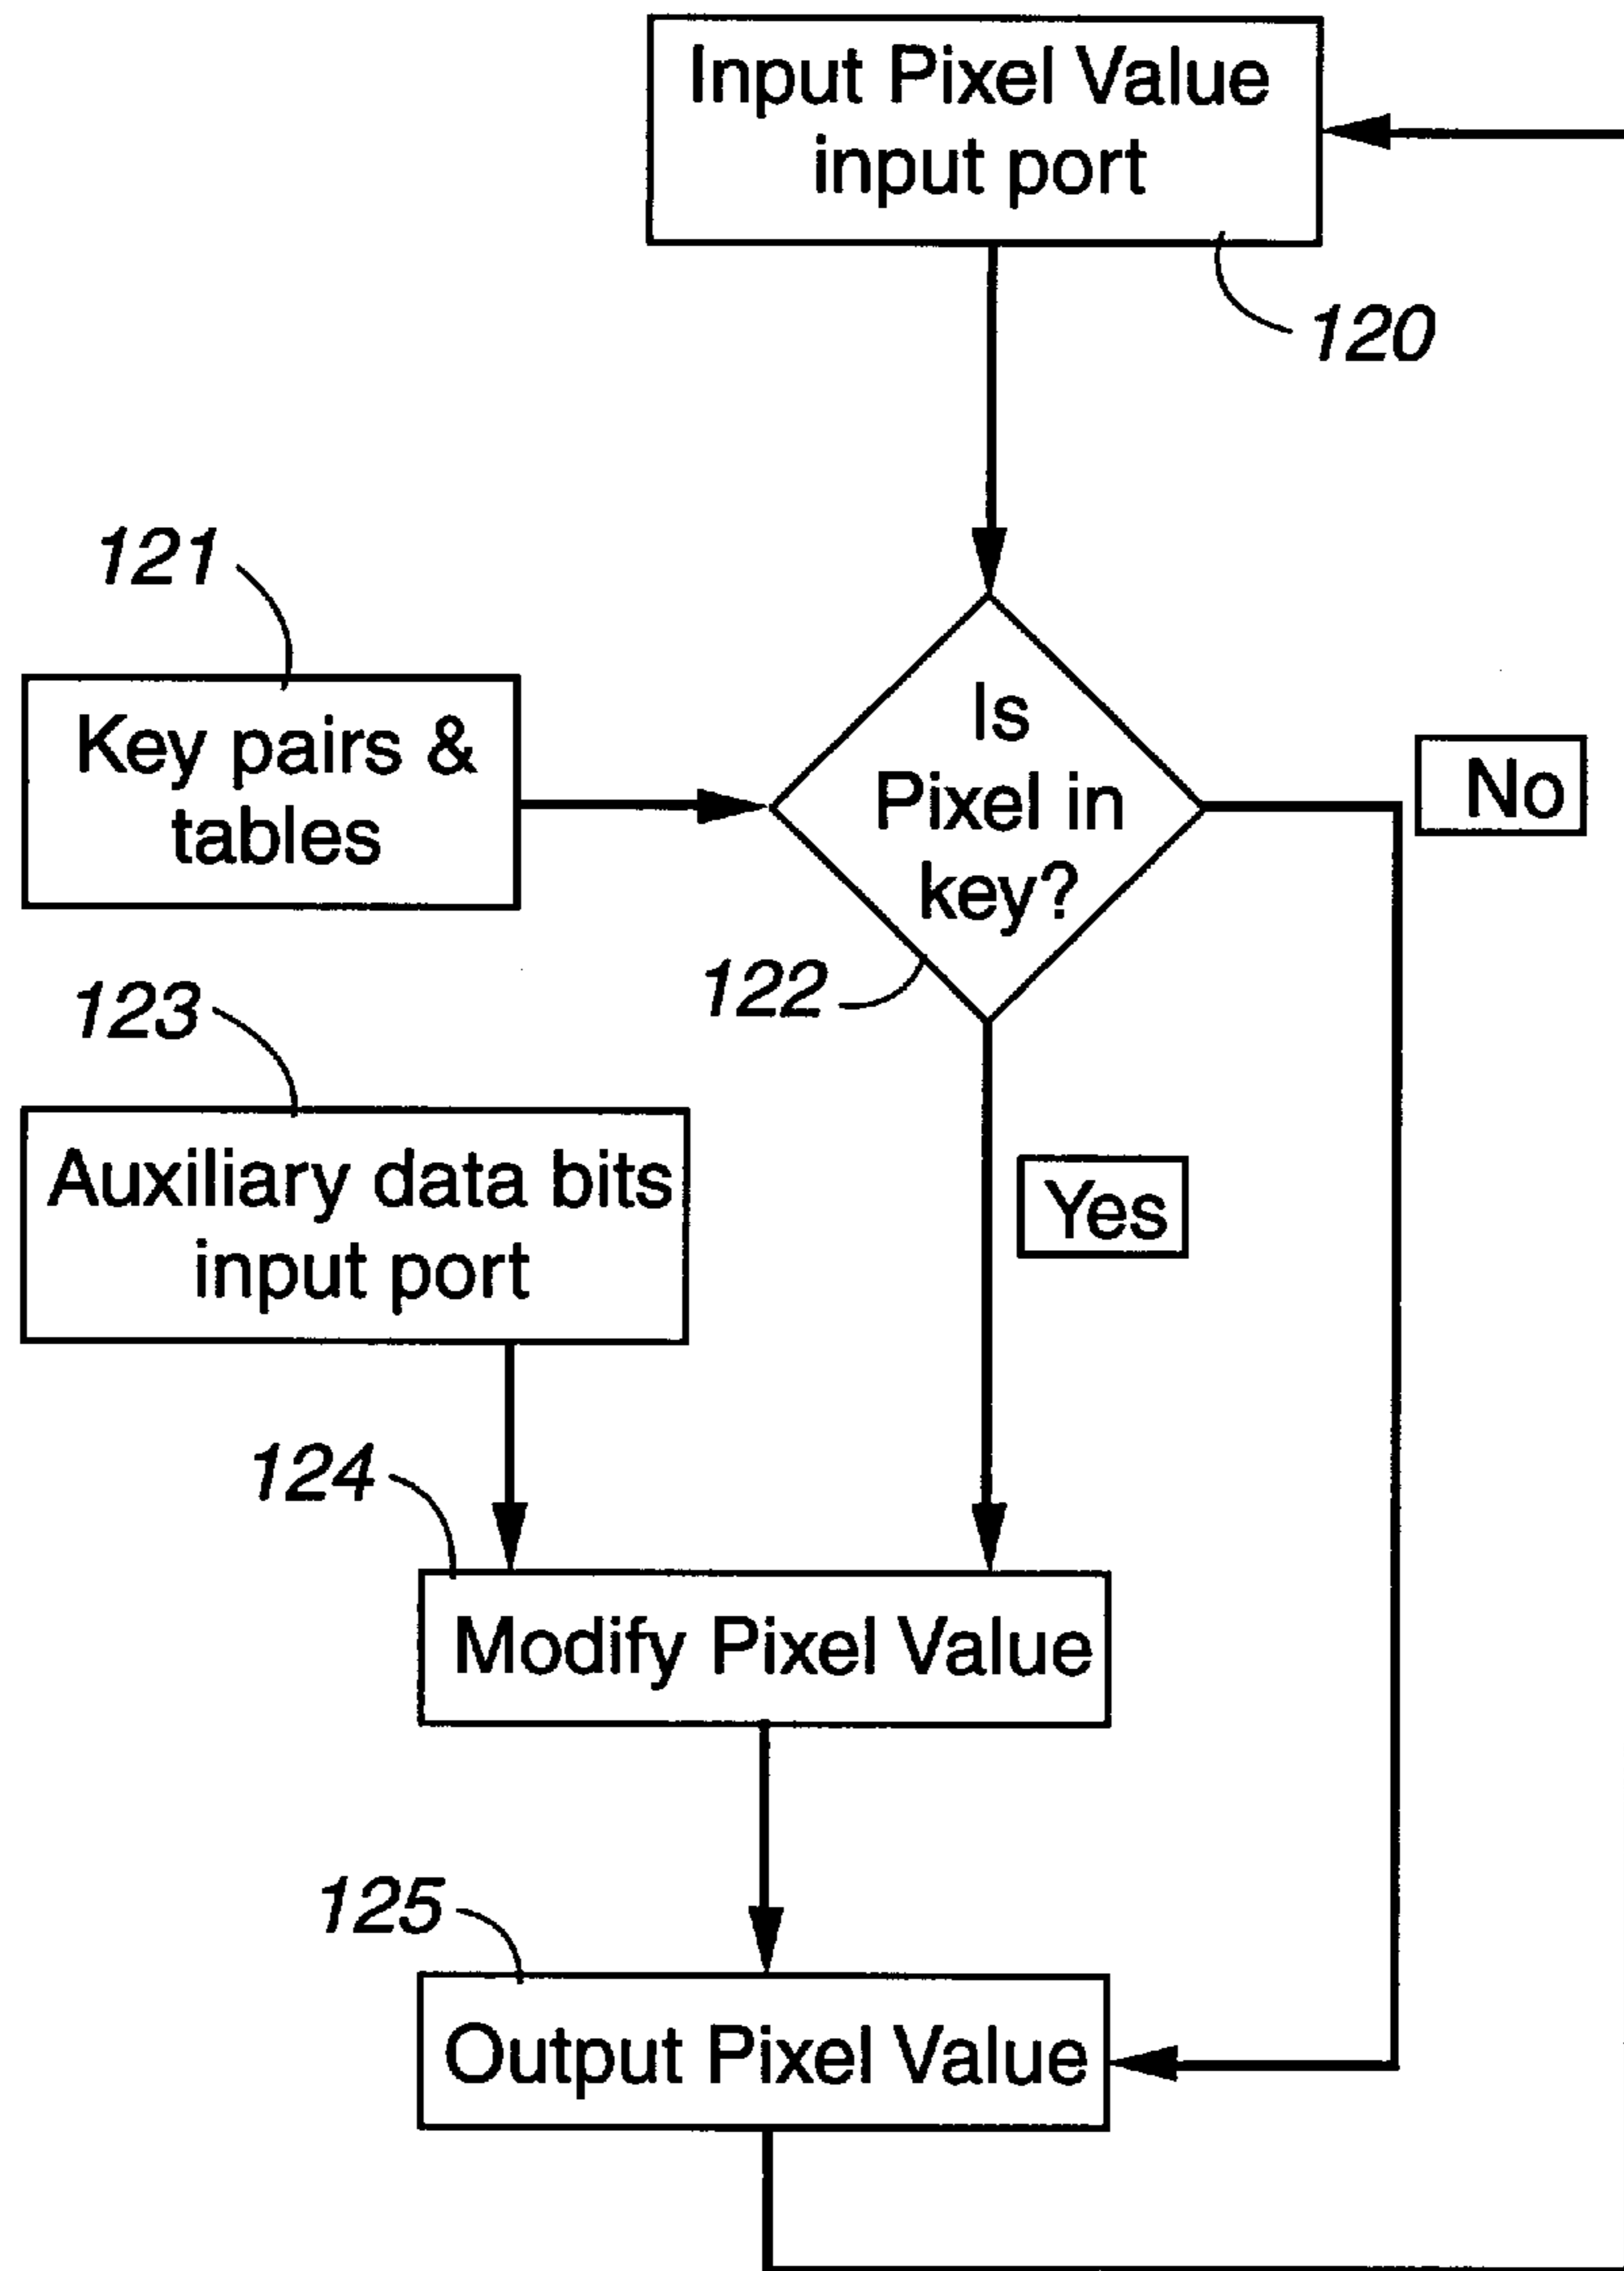 Input Pixel Value
input port
120
121
Key pairs &
tables
Is
Pixel in
key?
No
122
123
Auxiliary data bits
input port
Yes
124
Modify Pixel Value
125
Output Pixel Value